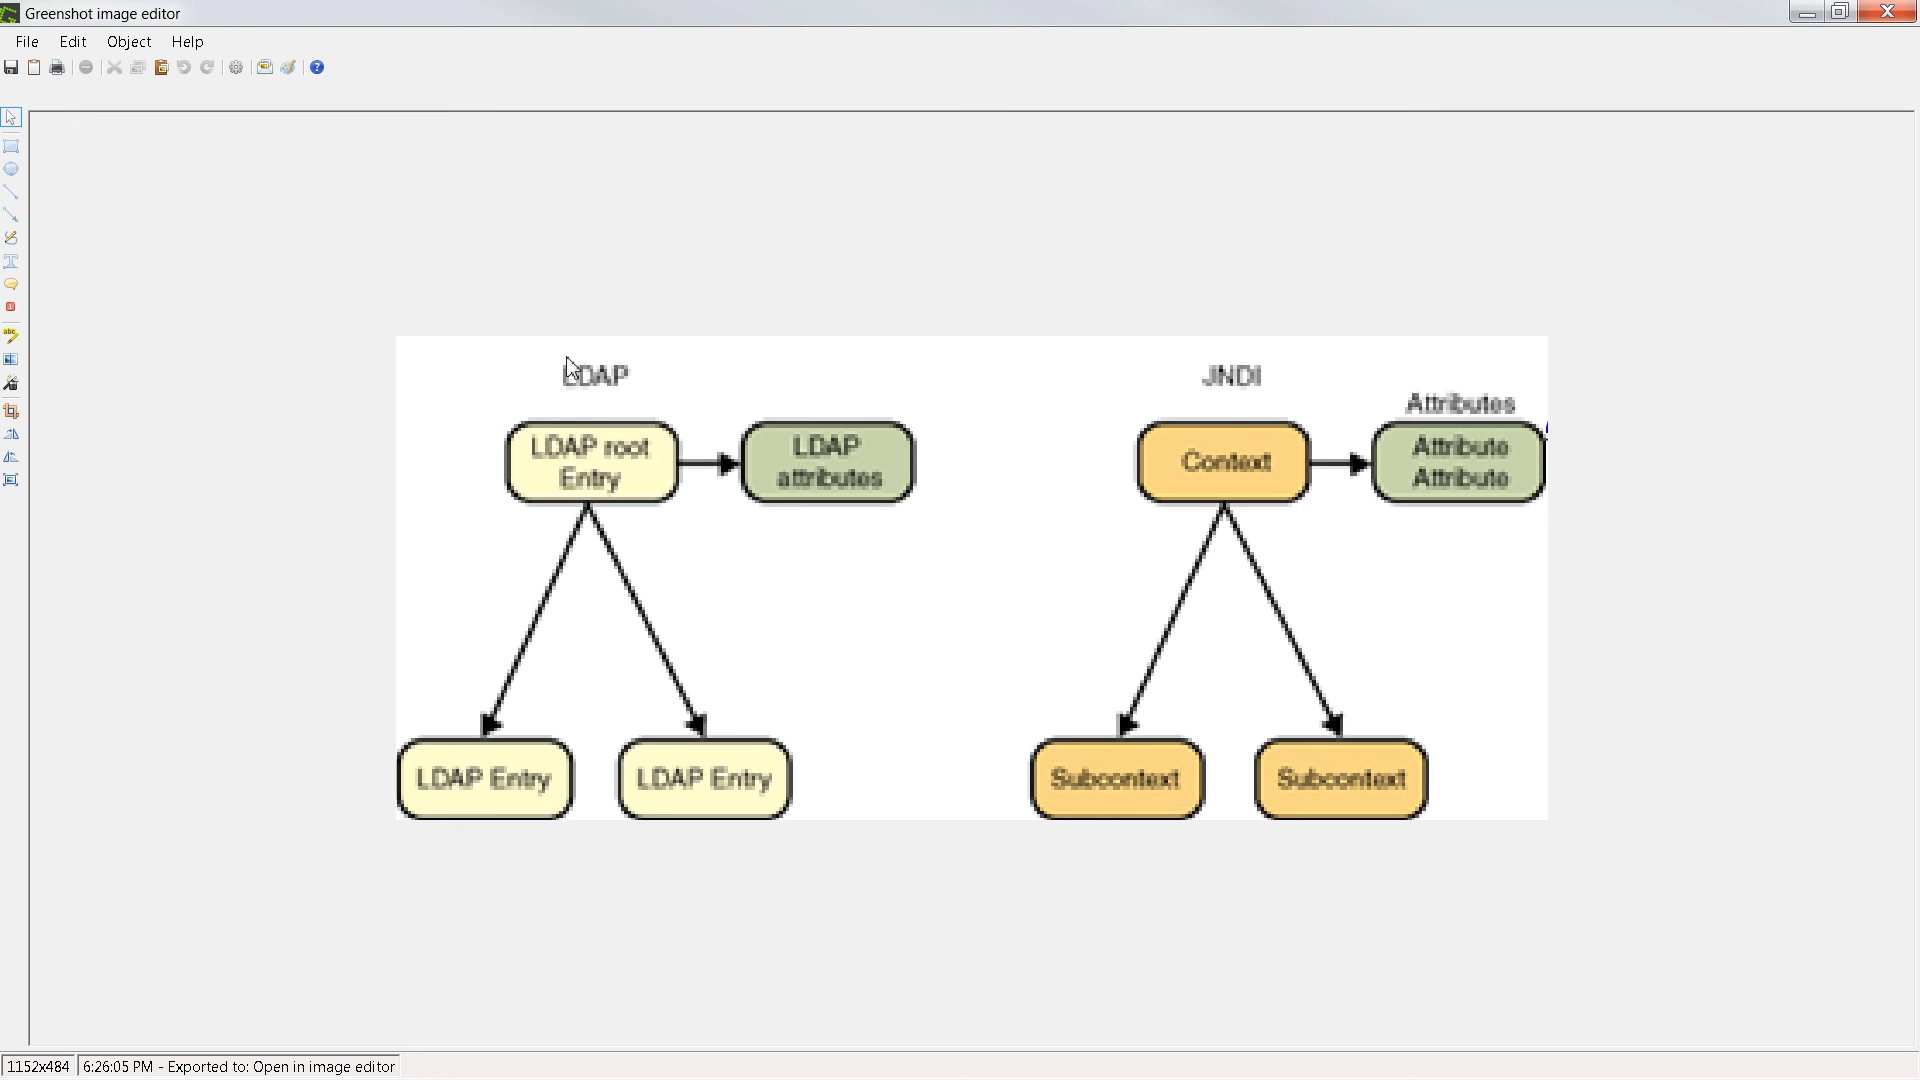 Greenshot image editor
File Edit Object Help
LDAP
JNDI
Attributes
LDAP root
Entry
LDAP
attributes
Context
Attribute
Attribute
LDAP Entry
LDAP Entry
Subcontext
Subcontext
1152x484
6:26:05 PM - Exported to: Open in image editor